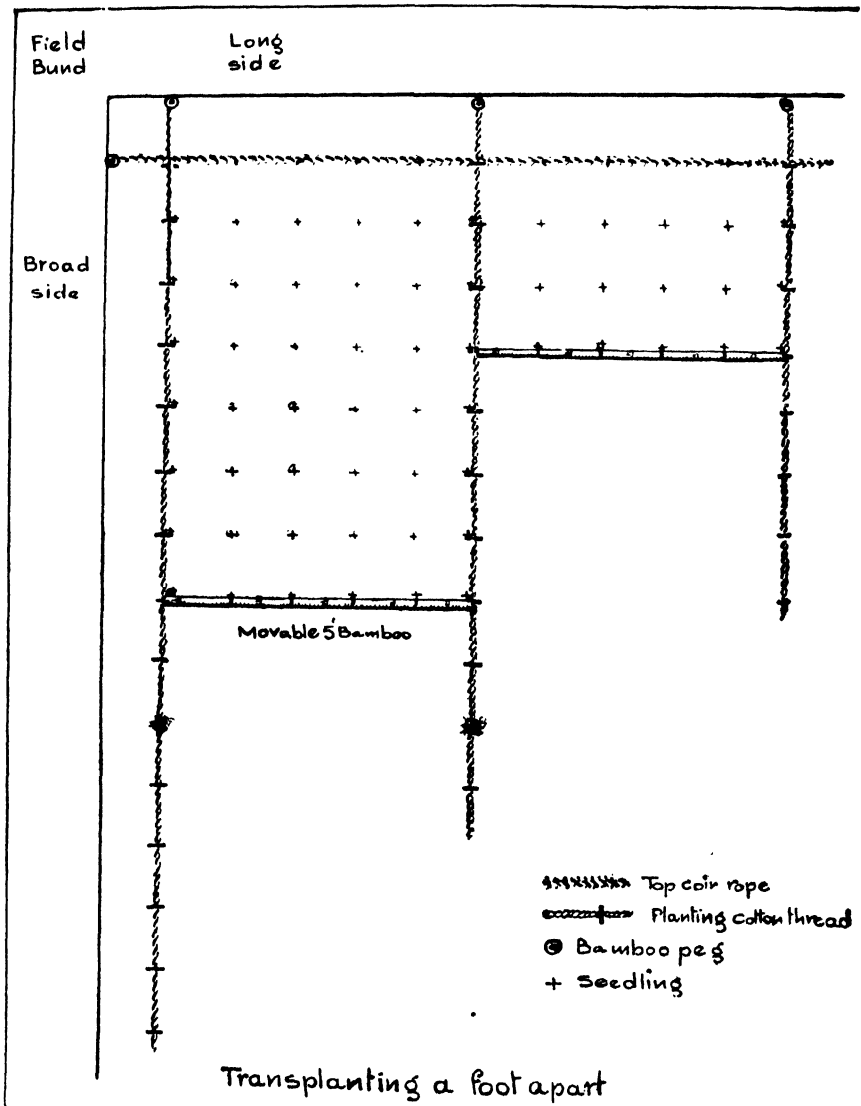 Field
Bund
Long
side
Broad
side
Movable 5' Bamboo
Top coir rope
Planting cotton thread
Bamboo peg
Seedling
Transplanting a foot apart